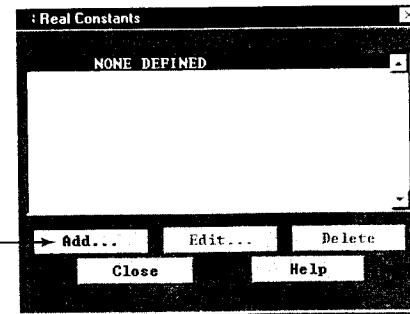 Real Constants
NONE DEFINED
Add... Edit... Delete
Close Help